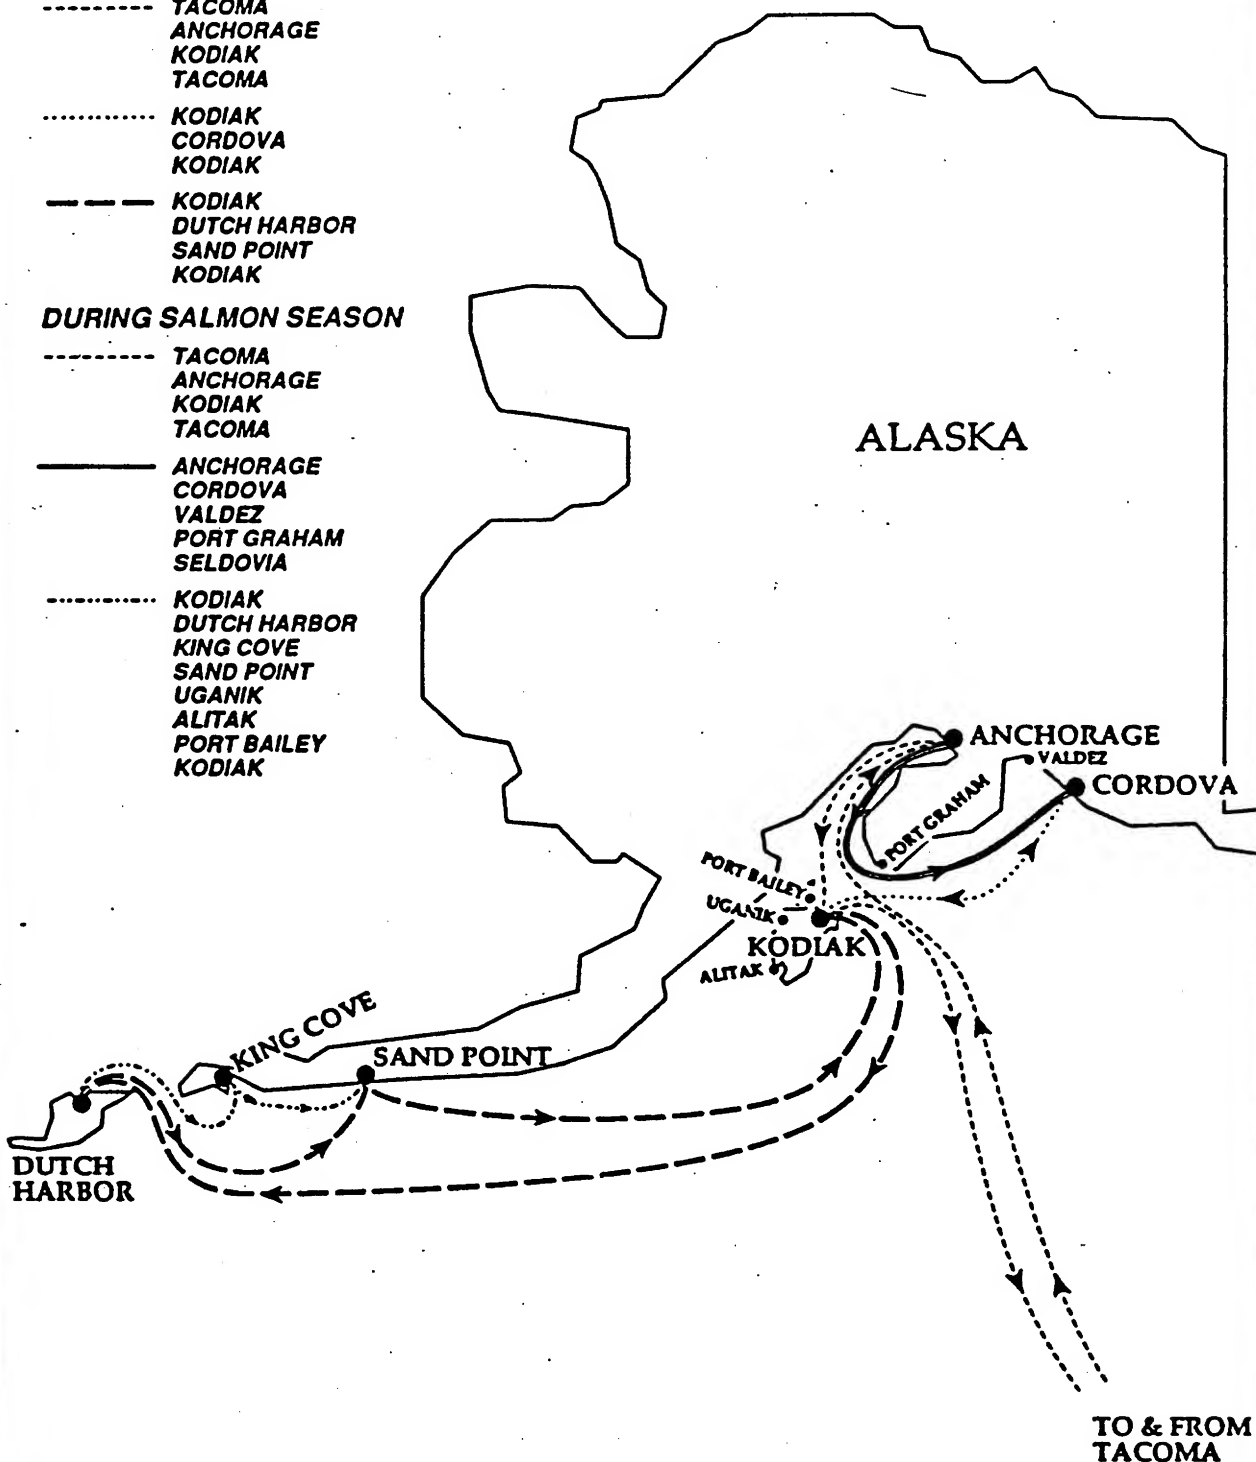 TACOMA
ANCHORAGE
KODIAK
TACOMA
KODIAK
CORDOVA
KODIAK
KODIAK
DUTCH HARBOR
SAND POINT
KODIAK
DURING SALMON SEASON
TACOMA
ANCHORAGE
KODIAK
TACOMA
ANCHORAGE
CORDOVA
VALDEZ
PORT GRAHAM
SELDOVIA
KODIAK
DUTCH HARBOR
KING COVE
SAND POINT
UGANIK
ALITAK
PORT BAILEY
KODIAK
ALASKA
ANCHORAGE
VALDEZ
CORDOVA
PORT GRAHAM
PORT BAILEY
UGANIK
KODIAK
ALITAK
KING COVE
SAND POINT
DUTCH
HARBOR
TO & FROM
TACOMA